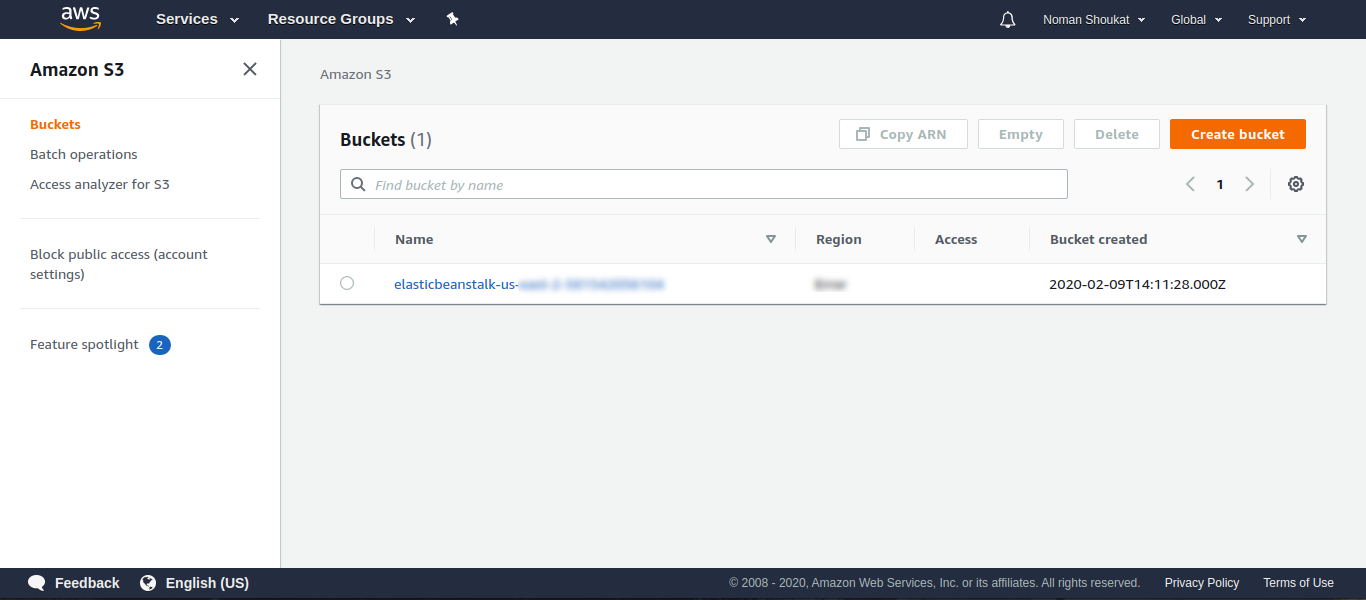 aws Services Resource Groups Noman Shoukat Global Support
Amazon S3
Buckets
Batch operations
Access analyzer for S3
Block public access (account
settings)
Feature spotlight 2
Amazon S3
Buckets (1) Copy ARN Empty Delete Create bucket
Find bucket by name 1
Name Region Access Bucket created
elasticbeanstalk-us- 2020-02-09T14:11:28.000Z
Feedback English (US) © 2008 - 2020, Amazon Web Services, Inc. or its affiliates. All rights reserved. Privacy Policy Terms of Use